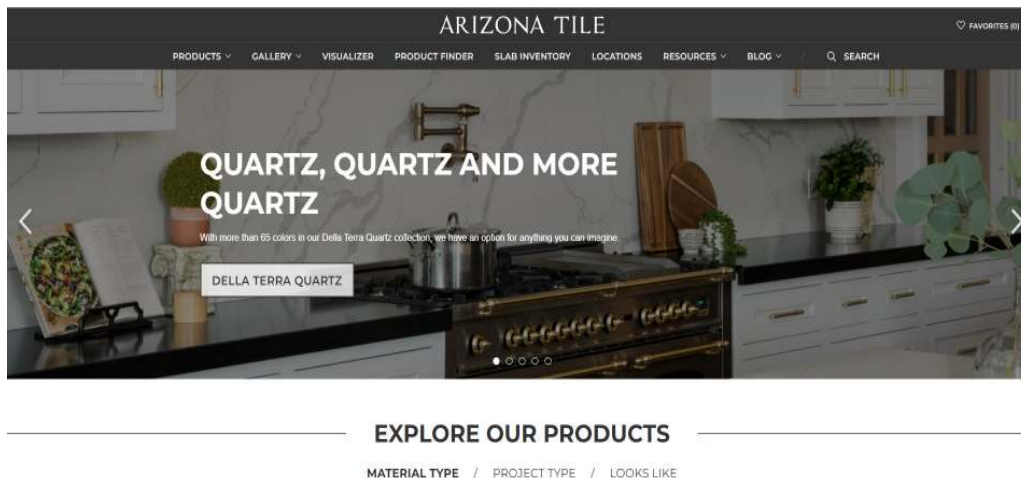 ARIZONA TILE
FAVORITES (0)
PRODUCTS GALLERY VISUALIZER PRODUCT FINDER SLAB INVENTORY LOCATIONS RESOURCES BLOG SEARCH
QUARTZ, QUARTZ AND MORE
QUARTZ
With more than 65 colors in our Della Terra Quartz collection, we have an option for anything you can imagine.
DELLA TERRA QUARTZ
EXPLORE OUR PRODUCTS
MATERIAL TYPE / PROJECT TYPE / LOOKS LIKE